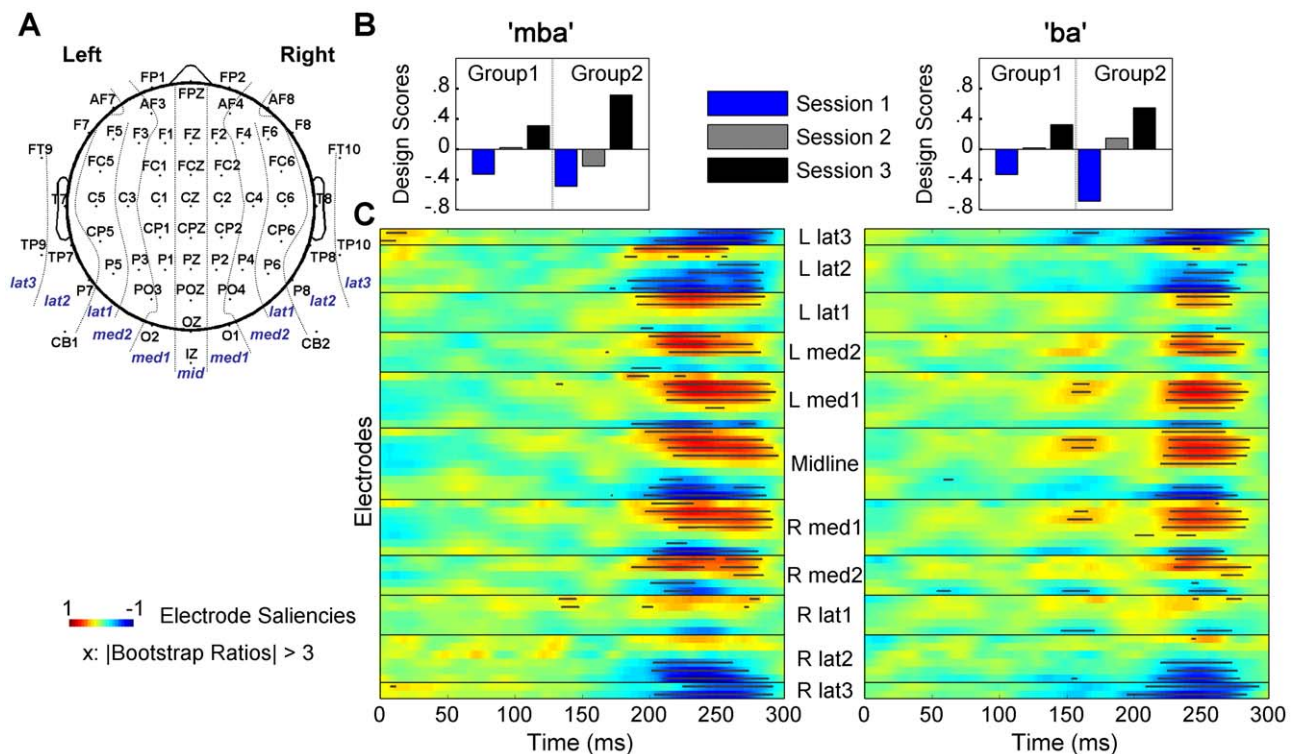 A
Left
Right
FP1 FP2
FPZ
AF7 AF3 AF4 AF8
F7 F5 F3 F1 FZ F2 F4 F6 F8
FT9 FT10
FC5 FC1 FCZ FC2 FC6
T7 C5 C3 C1 CZ C2 C4 C6 T8
CP5 CP1 CPZ CP2 CP6
TP9 TP10
TP7 TP8
P5 P3 P1 PZ P2 P4 P6
lat3 lat3
P7 PO3 POZ PO4 P8
lat2 lat1 lat1 lat2
med2 OZ med2
CB1 O2 O1 CB2
med1 IZ med1
mid
1 -1 Electrode Saliencies
x: |Bootstrap Ratios| > 3
B
'mba'
Design Scores
.8
.4
0
-.4
-.8
Group1 Group2
Session 1
Session 2
Session 3
'ba'
Design Scores
.8
.4
0
-.4
-.8
Group1 Group2
C
Electrodes
L lat3
L lat2
L lat1
L med2
L med1
Midline
R med1
R med2
R lat1
R lat2
R lat3
0 50 100 150 200 250 300
Time (ms)
0 50 100 150 200 250 300
Time (ms)